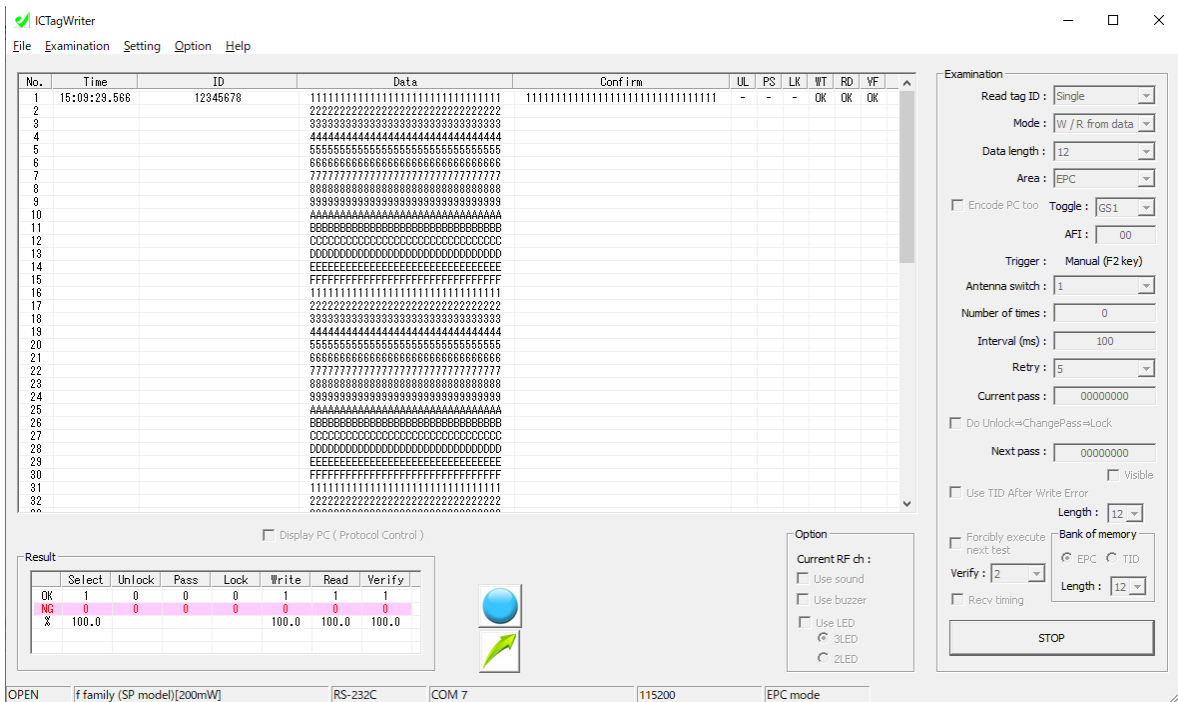 ICTagWriter
File Examination Setting Option Help
No. Time ID Data Confirm UL PS LK WT RD VF
1 15:09:29.566 12345678 11111111111111111111111111111111 11111111111111111111111111111111 - - - OK OK OK
2 22222222222222222222222222222222
3 33333333333333333333333333333333
4 44444444444444444444444444444444
5 55555555555555555555555555555555
6 66666666666666666666666666666666
7 77777777777777777777777777777777
8 88888888888888888888888888888888
9 99999999999999999999999999999999
10 AAAAAAAAAAAAAAAAAAAAAAAAAAAAAAAA
11 BBBBBBBBBBBBBBBBBBBBBBBBBBBBBBBB
12 CCCCCCCCCCCCCCCCCCCCCCCCCCCCCCCC
13 DDDDDDDDDDDDDDDDDDDDDDDDDDDDDDDD
14 EEEEEEEEEEEEEEEEEEEEEEEEEEEEEEEE
15 FFFFFFFFFFFFFFFFFFFFFFFFFFFFFFFF
16 11111111111111111111111111111111
17 22222222222222222222222222222222
18 33333333333333333333333333333333
19 44444444444444444444444444444444
20 55555555555555555555555555555555
21 66666666666666666666666666666666
22 77777777777777777777777777777777
23 88888888888888888888888888888888
24 99999999999999999999999999999999
25 AAAAAAAAAAAAAAAAAAAAAAAAAAAAAAAA
26 BBBBBBBBBBBBBBBBBBBBBBBBBBBBBBBB
27 CCCCCCCCCCCCCCCCCCCCCCCCCCCCCCCC
28 DDDDDDDDDDDDDDDDDDDDDDDDDDDDDDDD
29 EEEEEEEEEEEEEEEEEEEEEEEEEEEEEEEE
30 FFFFFFFFFFFFFFFFFFFFFFFFFFFFFFFF
31 11111111111111111111111111111111
32 22222222222222222222222222222222
Display PC ( Protocol Control )
Result
Select Unlock Pass Lock Write Read Verify
OK 1 0 0 0 1 1 1
NG 0 0 0 0 0 0 0
% 100.0 100.0 100.0 100.0
Option
Current RF ch :
Use sound
Use buzzer
Use LED
3LED
2LED
Examination
Read tag ID : Single
Mode : W / R from data
Data length : 12
Area : EPC
Encode PC too Toggle : GS1
AFI : 00
Trigger : Manual (F2 key)
Antenna switch : 1
Number of times : 0
Interval (ms) : 100
Retry : 5
Current pass : 00000000
Do Unlock⇒ChangePass⇒Lock
Next pass : 00000000
Visible
Use TID After Write Error
Length : 12
Forcibly execute
next test
Verify : 2
Recv timing
Bank of memory
EPC TID
Length : 12
STOP
OPEN f family (SP model)[200mW] RS-232C COM 7 115200 EPC mode